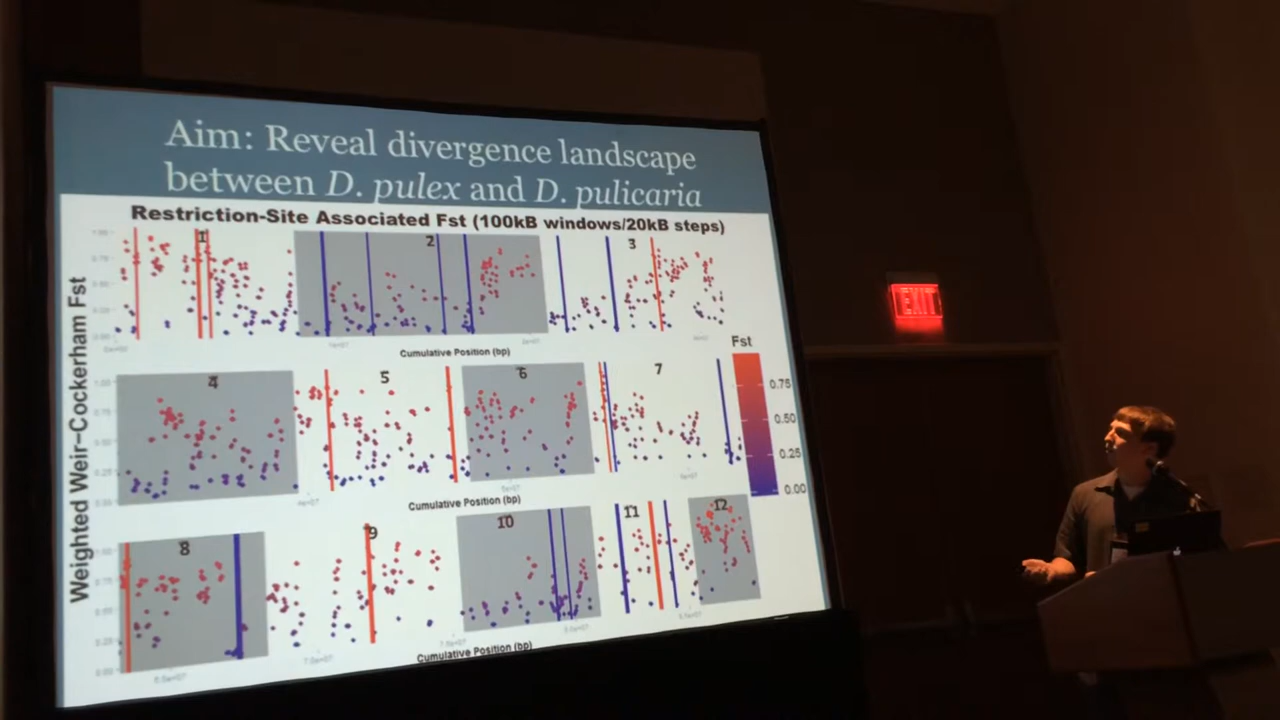 Aim: Reveal divergence landscape
between D. pulex and D. pulicaria
Restriction-Site Associated Fst (100kB windows/20kB steps)
Weighted Weir-Cockerham Fst
1
2
3
Cumulative Position (bp)
4
5
6
7
Cumulative Position (bp)
8
9
10
11
12
Cumulative Position (bp)
Fst
0.75
0.50
0.25
0.00
EXIT